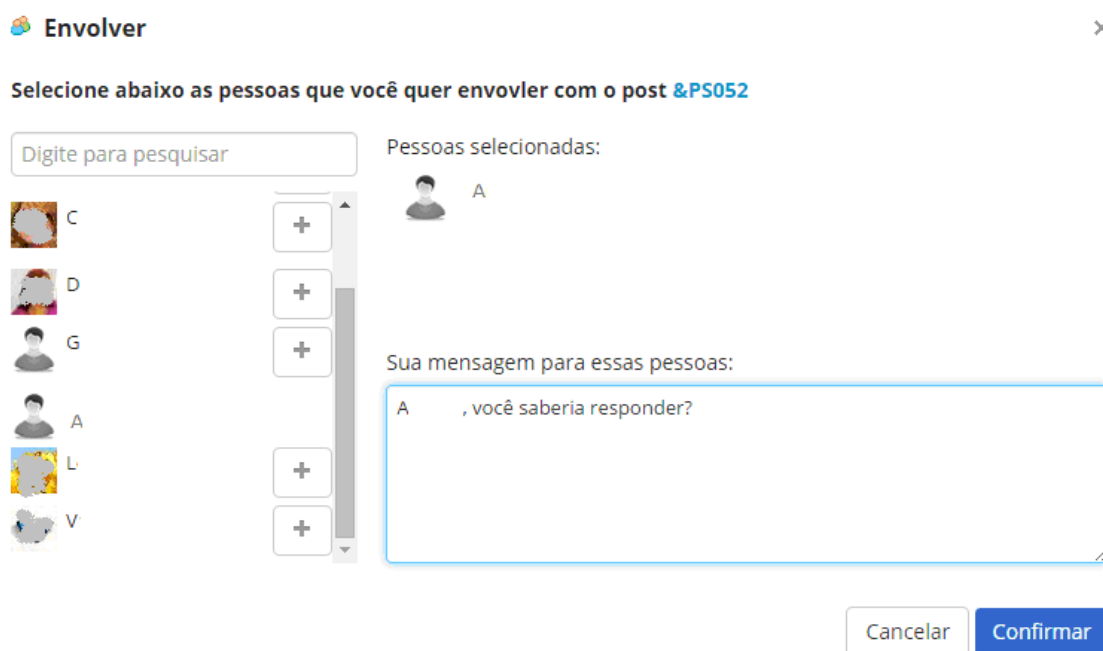 Envolver
Selecione abaixo as pessoas que você quer envovler com o post &PS052
Digite para pesquisar
C
D
G
A
L
V
Pessoas selecionadas:
A
Sua mensagem para essas pessoas:
A , você saberia responder?
Cancelar
Confirmar